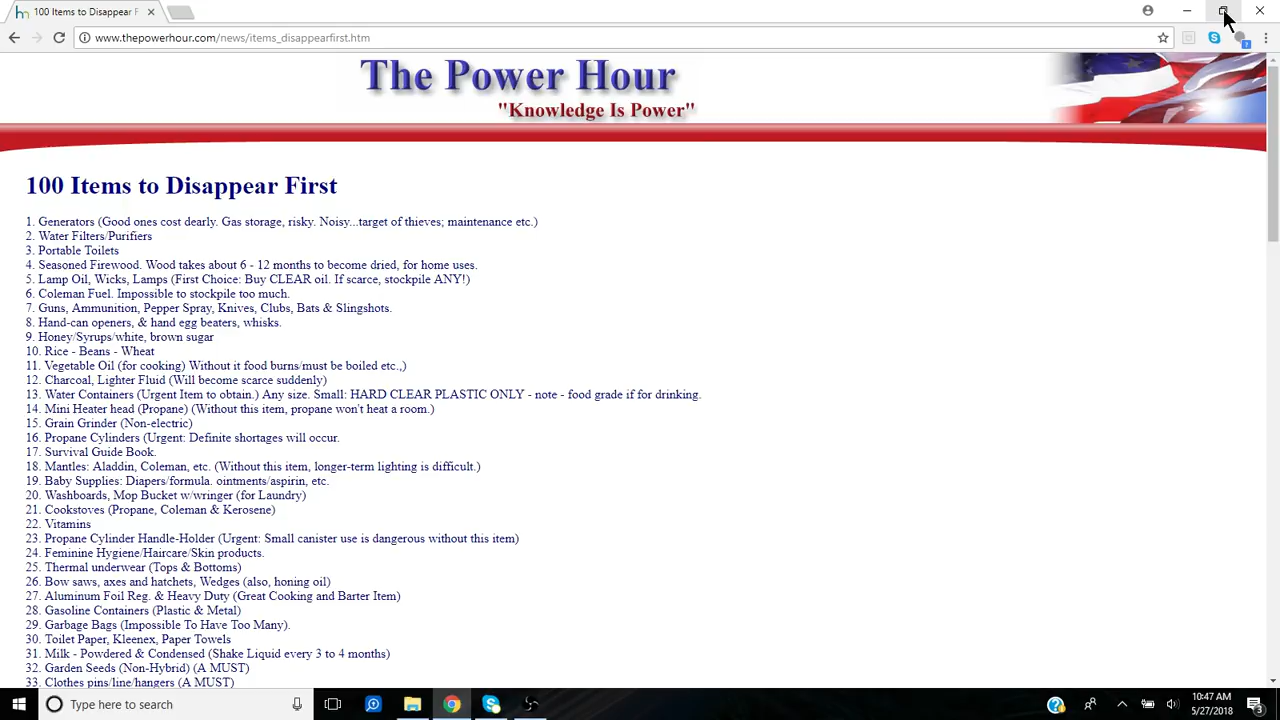 100 Items to Disappear F
www.thepowerhour.com/news/items_disappearfirst.htm
The Power Hour
"Knowledge Is Power"
100 Items to Disappear First
1. Generators (Good ones cost dearly. Gas storage, risky. Noisy...target of thieves; maintenance etc.)
2. Water Filters/Purifiers
3. Portable Toilets
4. Seasoned Firewood. Wood takes about 6 - 12 months to become dried, for home uses.
5. Lamp Oil, Wicks, Lamps (First Choice: Buy CLEAR oil. If scarce, stockpile ANY!)
6. Coleman Fuel. Impossible to stockpile too much.
7. Guns, Ammunition, Pepper Spray, Knives, Clubs, Bats & Slingshots.
8. Hand-can openers, & hand egg beaters, whisks.
9. Honey/Syrups/white, brown sugar
10. Rice - Beans - Wheat
11. Vegetable Oil (for cooking) Without it food burns/must be boiled etc.,)
12. Charcoal, Lighter Fluid (Will become scarce suddenly)
13. Water Containers (Urgent Item to obtain.) Any size. Small: HARD CLEAR PLASTIC ONLY - note - food grade if for drinking.
14. Mini Heater head (Propane) (Without this item, propane won't heat a room.)
15. Grain Grinder (Non-electric)
16. Propane Cylinders (Urgent: Definite shortages will occur.
17. Survival Guide Book.
18. Mantles: Aladdin, Coleman, etc. (Without this item, longer-term lighting is difficult.)
19. Baby Supplies: Diapers/formula. ointments/aspirin, etc.
20. Washboards, Mop Bucket w/wringer (for Laundry)
21. Cookstoves (Propane, Coleman & Kerosene)
22. Vitamins
23. Propane Cylinder Handle-Holder (Urgent: Small canister use is dangerous without this item)
24. Feminine Hygiene/Haircare/Skin products.
25. Thermal underwear (Tops & Bottoms)
26. Bow saws, axes and hatchets, Wedges (also, honing oil)
27. Aluminum Foil Reg. & Heavy Duty (Great Cooking and Barter Item)
28. Gasoline Containers (Plastic & Metal)
29. Garbage Bags (Impossible To Have Too Many).
30. Toilet Paper, Kleenex, Paper Towels
31. Milk - Powdered & Condensed (Shake Liquid every 3 to 4 months)
32. Garden Seeds (Non-Hybrid) (A MUST)
33. Clothes pins/line/hangers (A MUST)
Type here to search
10:47 AM
5/27/2018
3